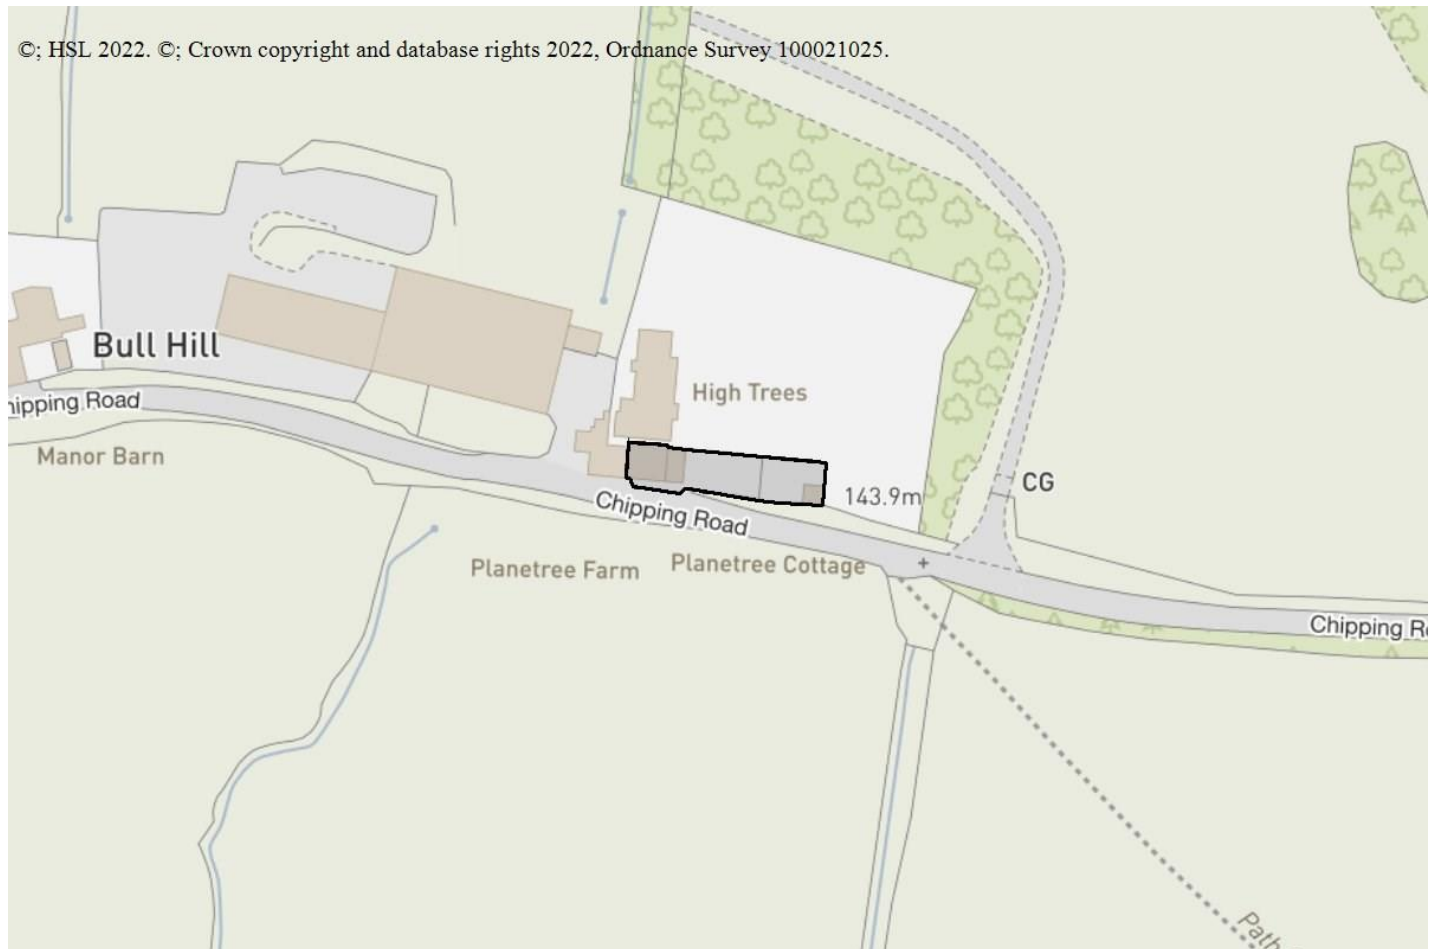 ©; HSL 2022. ©; Crown copyright and database rights 2022, Ordnance Survey 100021025.
Bull Hill
hipping Road
High Trees
Manor Barn
CG
143.9m
Chipping Road
Planetree Farm
Planetree Cottage
Chipping R
Path